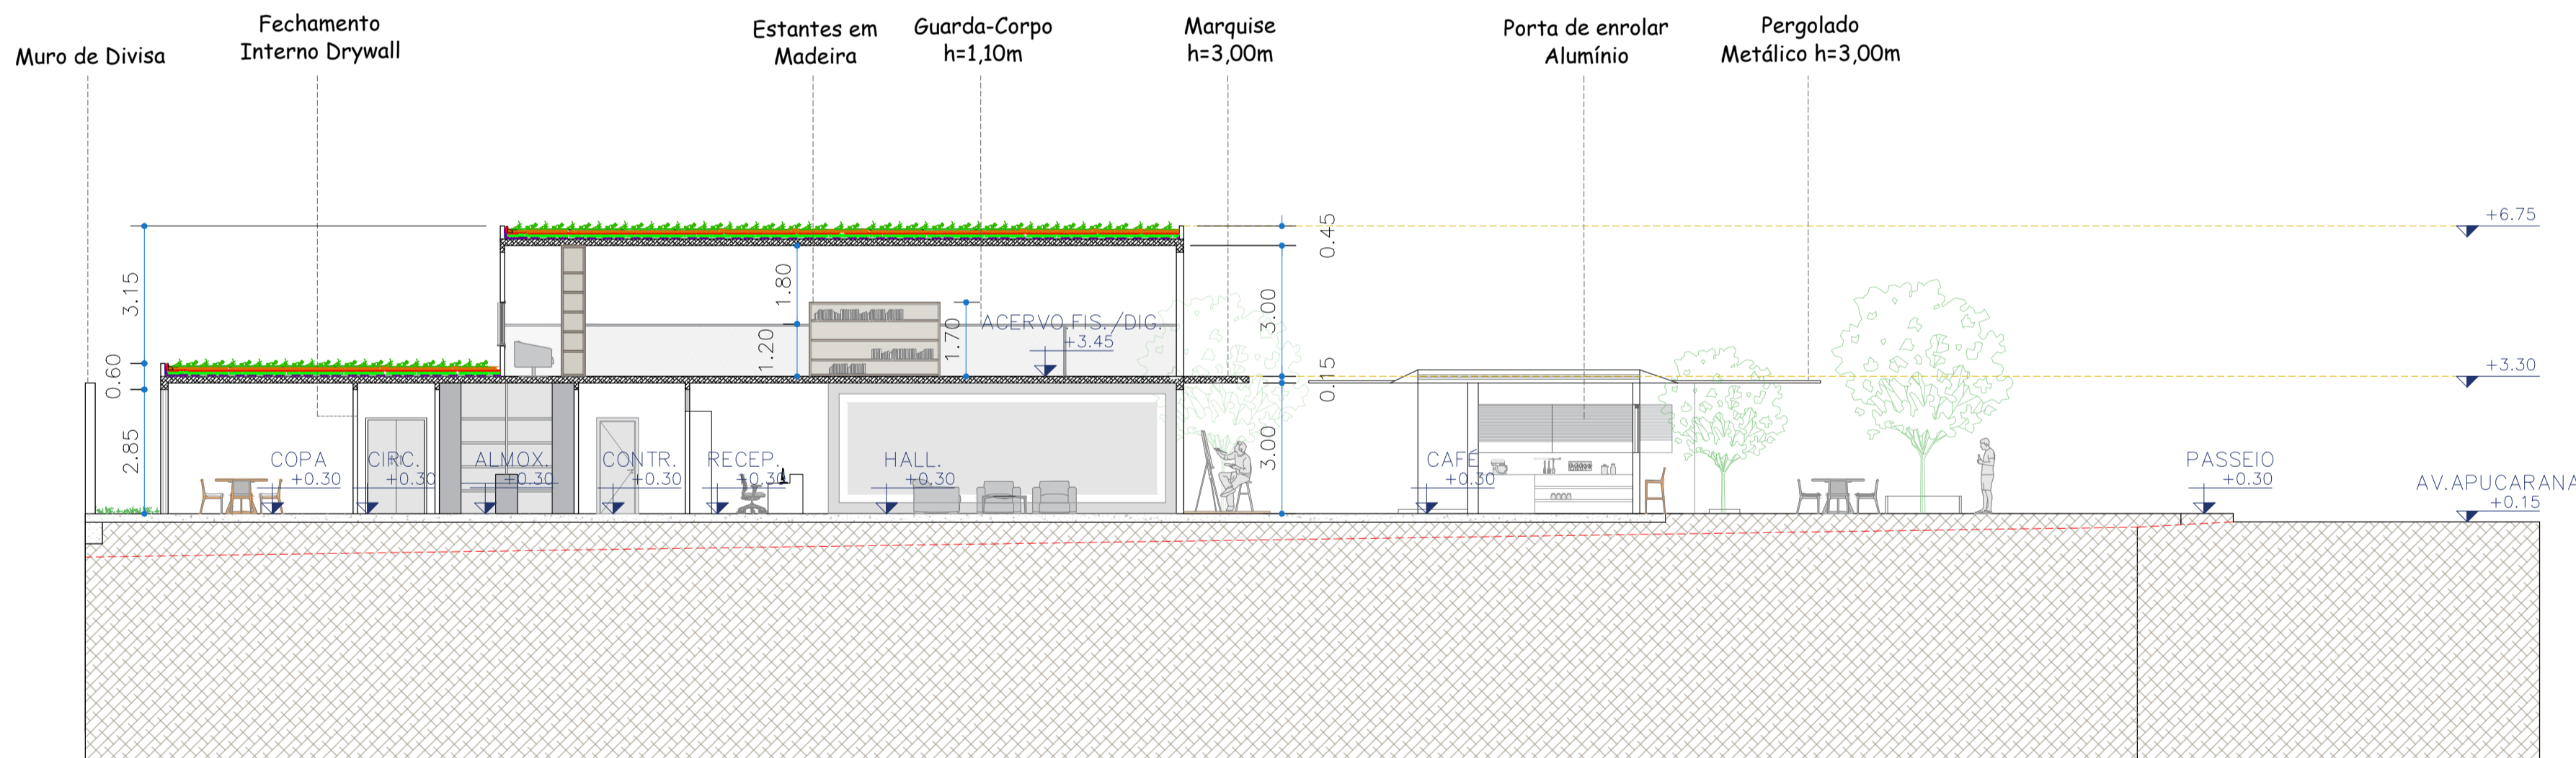 Muro de Divisa
Fechamento
Interno Drywall
Estantes em
Madeira
Guarda-Corpo
h=1,10m
Marquise
h=3,00m
Porta de enrolar
Alumínio
Pergolado
Metálico h=3,00m
+6.75
0.45
3.15
1.80
3.00
ACERVO FIS./DIG.
+3.45
1.70
1.20
0.60
0.15
+3.30
2.85
3.00
COPA
+0.30
CIRC.
+0.30
ALMOX.
+0.30
CONTR.
+0.30
RECEP.
+0.30
HALL.
+0.30
CAFÉ
+0.30
PASSEIO
+0.30
AV.APUCARANA
+0.15